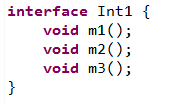 interface Int1 {
    void m1();
    void m2();
    void m3();
}